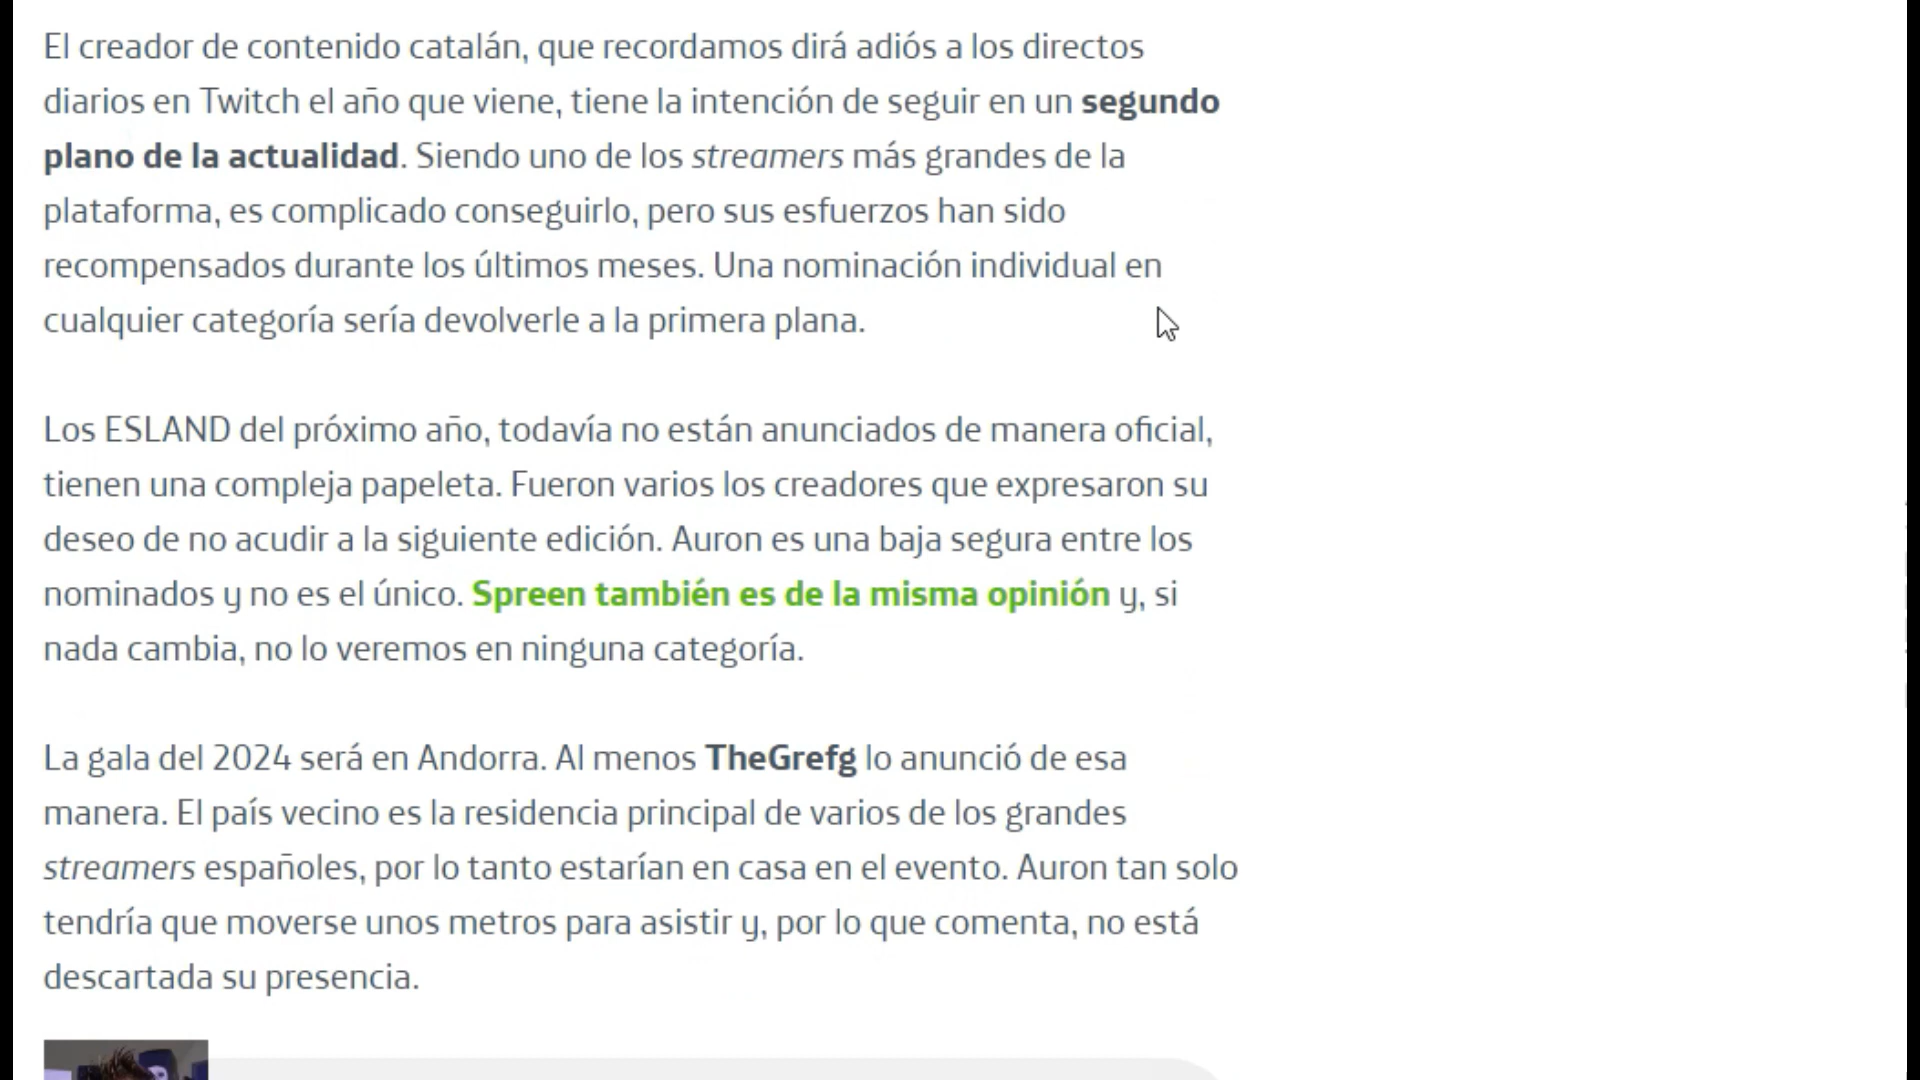 El creador de contenido catalán, que recordamos dirá adiós a los directos
diarios en Twitch el año que viene, tiene la intención de seguir en un segundo
plano de la actualidad. Siendo uno de los streamers más grandes de la
plataforma, es complicado conseguirlo, pero sus esfuerzos han sido
recompensados durante los últimos meses. Una nominación individual en
cualquier categoría sería devolverle a la primera plana.
Los ESLAND del próximo año, todavía no están anunciados de manera oficial,
tienen una compleja papeleta. Fueron varios los creadores que expresaron su
deseo de no acudir a la siguiente edición. Auron es una baja segura entre los
nominados y no es el único. Spreen también es de la misma opinión y, si
nada cambia, no lo veremos en ninguna categoría.
La gala del 2024 será en Andorra. Al menos TheGrefg lo anunció de esa
manera. El país vecino es la residencia principal de varios de los grandes
streamers españoles, por lo tanto estarían en casa en el evento. Auron tan solo
tendría que moverse unos metros para asistir y, por lo que comenta, no está
descartada su presencia.